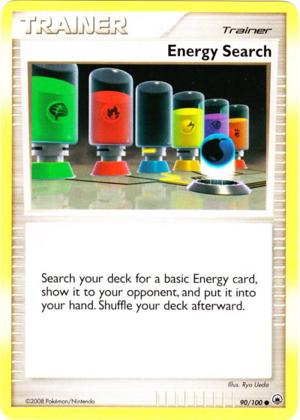 TRAINER
Trainer
Energy Search
Search your deck for a basic Energy card,
show it to your opponent, and put it into
your hand. Shuffle your deck afterward.
Illus. Ryo Ueda
©2008 Pokémon/Nintendo
90/100